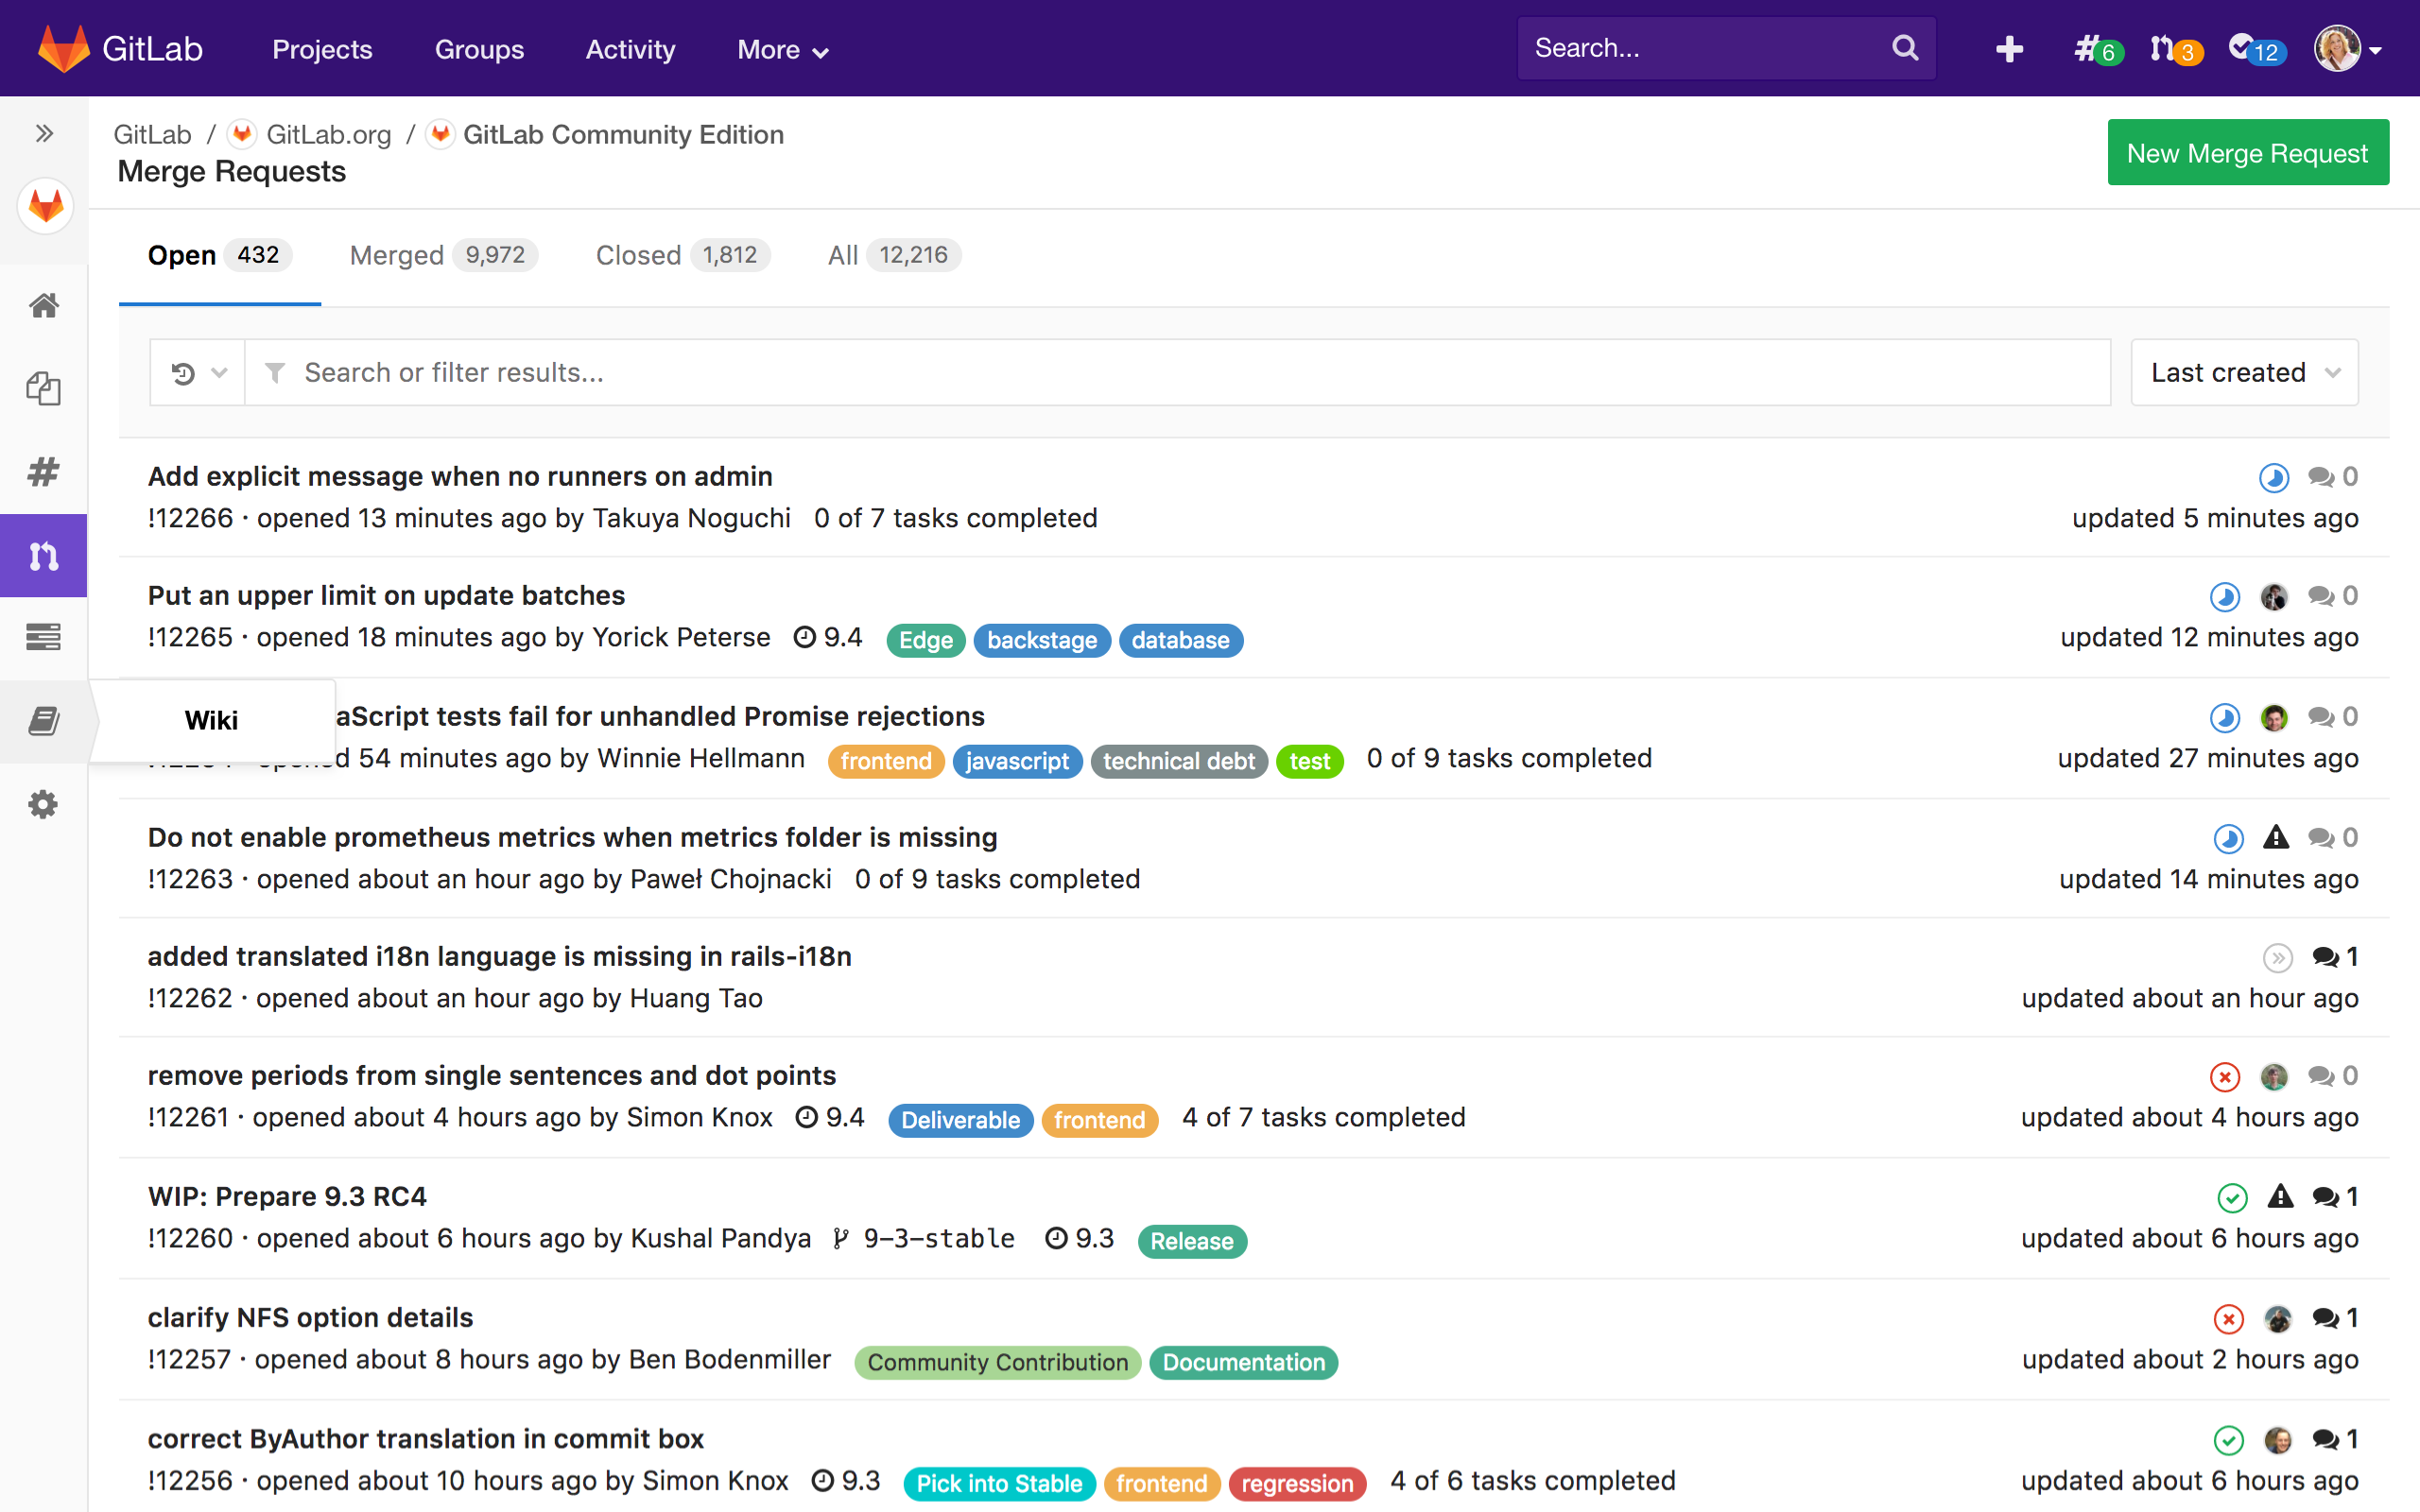 GitLab Projects Groups Activity More Search... 6 3 12
GitLab / GitLab.org / GitLab Community Edition
Merge Requests
New Merge Request
Open 432 Merged 9,972 Closed 1,812 All 12,216
Search or filter results... Last created
Add explicit message when no runners on admin 0
!12266 · opened 13 minutes ago by Takuya Noguchi 0 of 7 tasks completed updated 5 minutes ago
Put an upper limit on update batches 0
!12265 · opened 18 minutes ago by Yorick Peterse 9.4 Edge backstage database updated 12 minutes ago
Wiki
aScript tests fail for unhandled Promise rejections 0
54 minutes ago by Winnie Hellmann frontend javascript technical debt test 0 of 9 tasks completed updated 27 minutes ago
Do not enable prometheus metrics when metrics folder is missing 0
!12263 · opened about an hour ago by Paweł Chojnacki 0 of 9 tasks completed updated 14 minutes ago
added translated i18n language is missing in rails-i18n 1
!12262 · opened about an hour ago by Huang Tao updated about an hour ago
remove periods from single sentences and dot points 0
!12261 · opened about 4 hours ago by Simon Knox 9.4 Deliverable frontend 4 of 7 tasks completed updated about 4 hours ago
WIP: Prepare 9.3 RC4 1
!12260 · opened about 6 hours ago by Kushal Pandya 9-3-stable 9.3 Release updated about 6 hours ago
clarify NFS option details 1
!12257 · opened about 8 hours ago by Ben Bodenmiller Community Contribution Documentation updated about 2 hours ago
correct ByAuthor translation in commit box 1
!12256 · opened about 10 hours ago by Simon Knox 9.3 Pick into Stable frontend regression 4 of 6 tasks completed updated about 6 hours ago